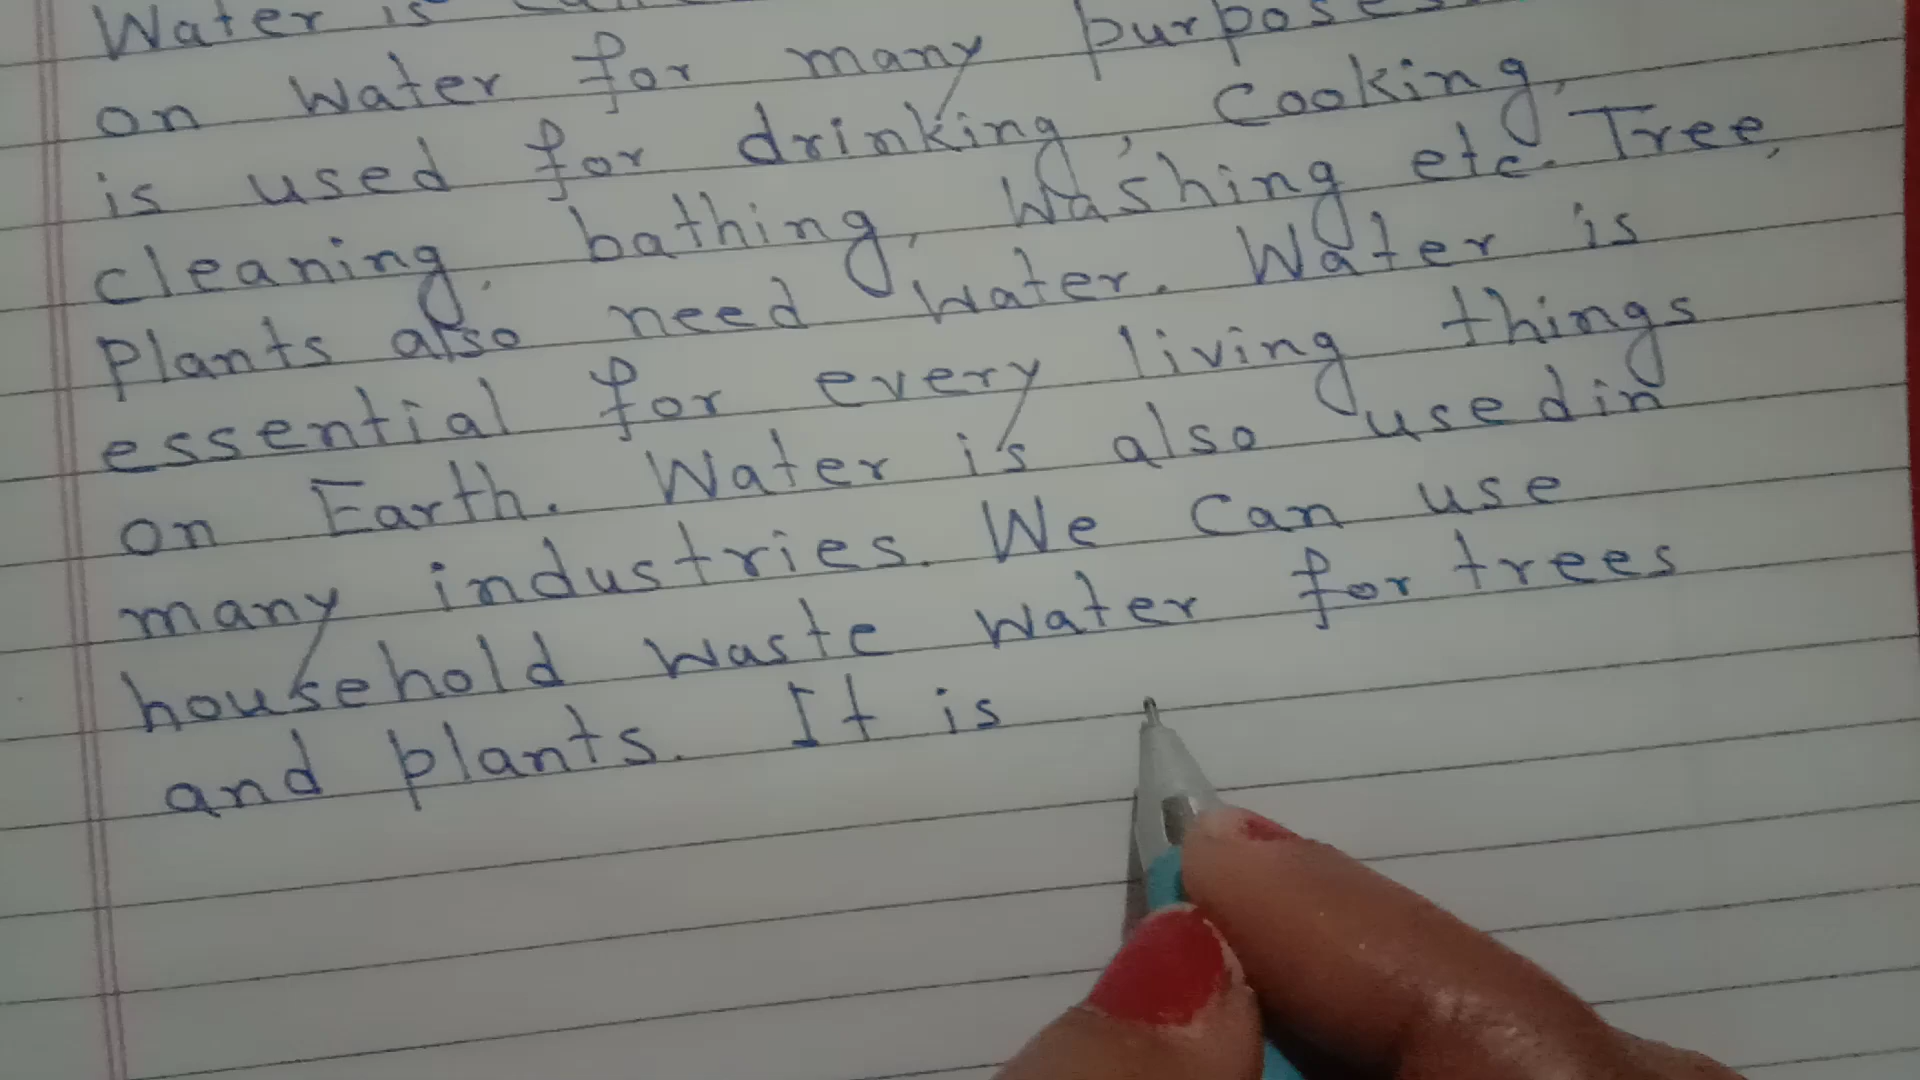 Water is
on Water for many purposes.
is used for drinking, Cooking,
cleaning, bathing, Washing etc. Tree,
Plants also need Water. Water is
essential for every living things
on Earth. Water is also used in
many industries. We Can use
household waste water for trees
and plants. It is